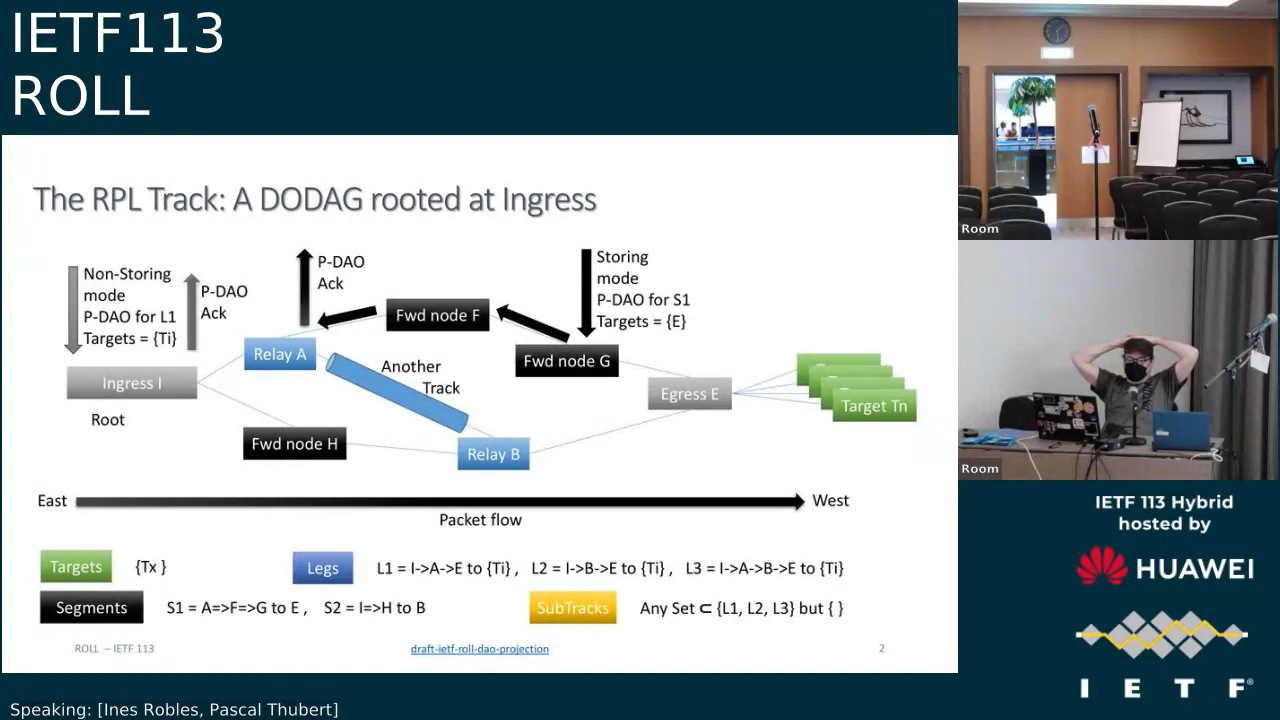 IETF113
ROLL
The RPL Track: A DODAG rooted at Ingress
Non-Storing
mode
P-DAO for L1
Targets = {Ti}
P-DAO
Ack
P-DAO
Ack
Storing
mode
P-DAO for S1
Targets = {E}
Fwd node F
Relay A
Fwd node G
Another
Track
Ingress I
Egress E
Target Tn
Root
Fwd node H
Relay B
East
West
Packet flow
Targets
{Tx }
Legs
L1 = I->A->E to {Ti} , L2 = I->B->E to {Ti} , L3 = I->A->B->E to {Ti}
Segments
S1 = A=>F=>G to E , S2 = I=>H to B
SubTracks
Any Set ⊂ {L1, L2, L3} but { }
ROLL – IETF 113
draft-ietf-roll-dao-projection
2
Room
Room
IETF 113 Hybrid
hosted by
HUAWEI
I E T F®
Speaking: [Ines Robles, Pascal Thubert]